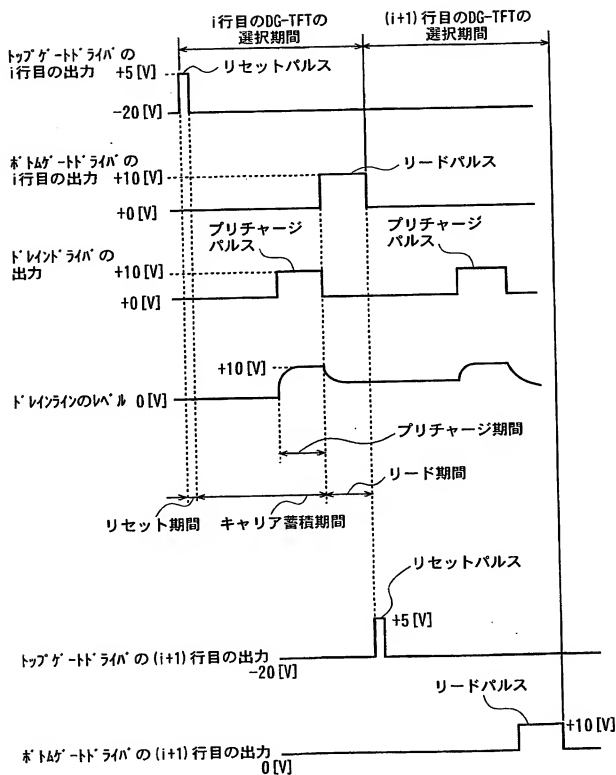 i行目のDG-TFTの
選択期間
(i+1)行目のDG-TFTの
選択期間
トップゲートドライバの
i行目の出力 +5[V]
リセットパルス
-20[V]
ボトムゲートドライバの
i行目の出力 +10[V]
リードパルス
+0[V]
プリチャージ
パルス
プリチャージ
パルス
ドレインドライバの
出力 +10[V]
+0[V]
+10[V]
ドレインラインのレベル 0[V]
プリチャージ期間
リード期間
リセット期間 キャリア蓄積期間
リセットパルス
+5[V]
トップゲートドライバの(i+1)行目の出力
-20[V]
リードパルス
+10[V]
ボトムゲートドライバの(i+1)行目の出力
0[V]